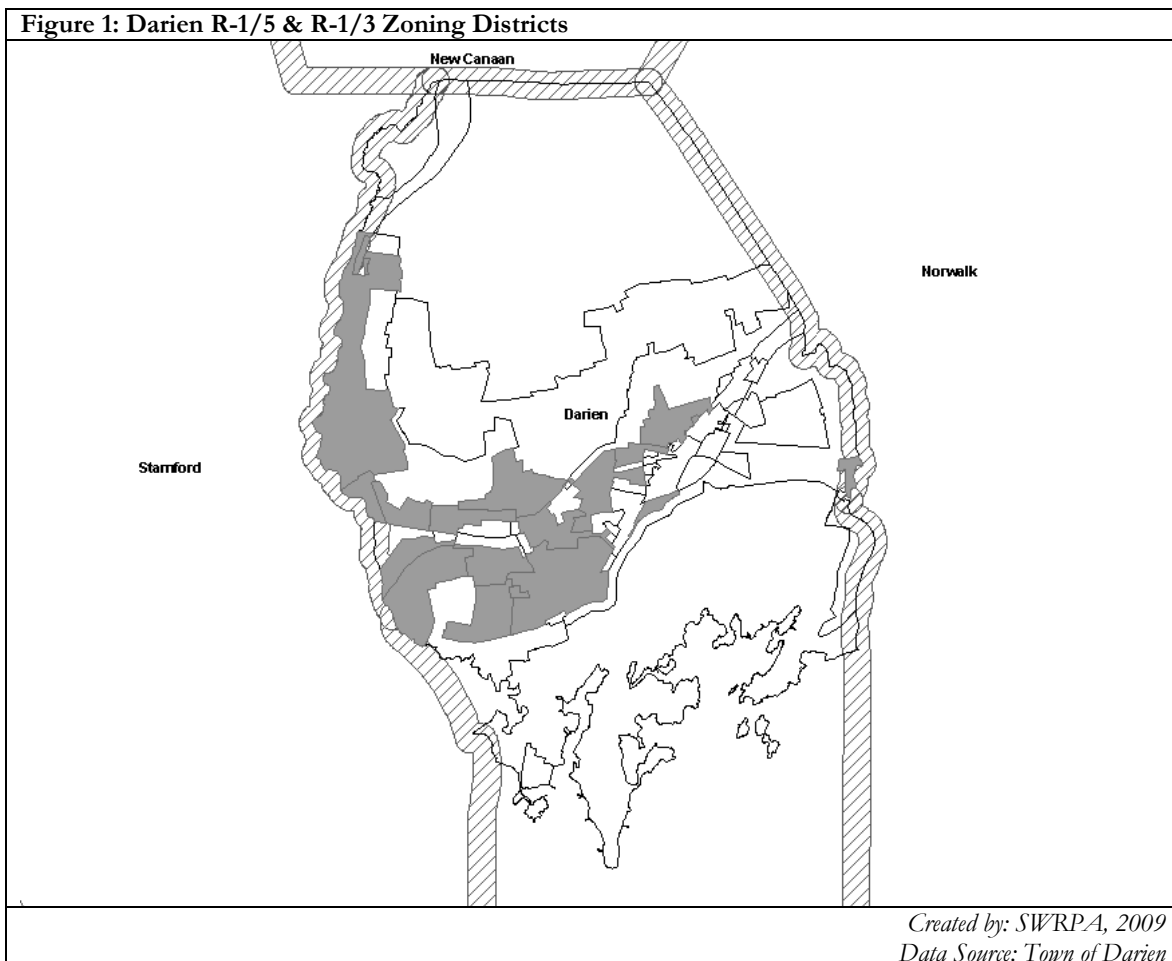 Figure 1: Darien R-1/5 & R-1/3 Zoning Districts
New Canaan
Norwalk
Darien
Stamford
Created by: SWRPA, 2009
Data Source: Town of Darien